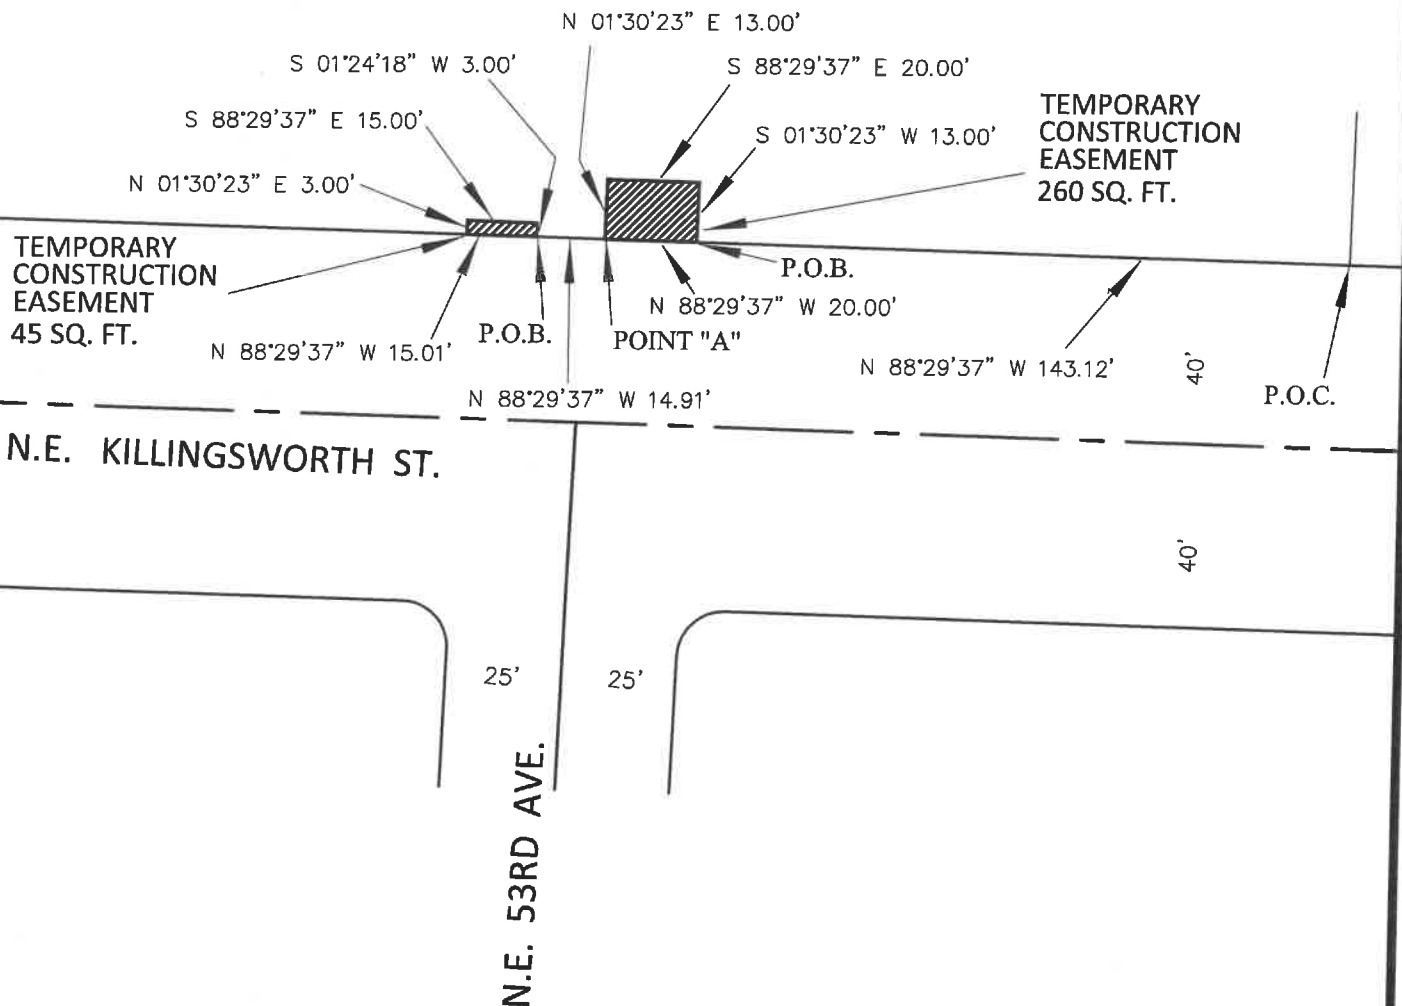 N 01°30'23" E 13.00'
S 01°24'18" W 3.00'
S 88°29'37" E 20.00'
S 88°29'37" E 15.00'
S 01°30'23" W 13.00'
TEMPORARY
CONSTRUCTION
EASEMENT
260 SQ. FT.
N 01°30'23" E 3.00'
TEMPORARY
CONSTRUCTION
EASEMENT
45 SQ. FT.
P.O.B.
N 88°29'37" W 20.00'
P.O.B.
POINT "A"
N 88°29'37" W 15.01'
N 88°29'37" W 143.12'
40'
P.O.C.
N 88°29'37" W 14.91'
N.E. KILLINGSWORTH ST.
40'
25'
25'
N.E. 53RD AVE.